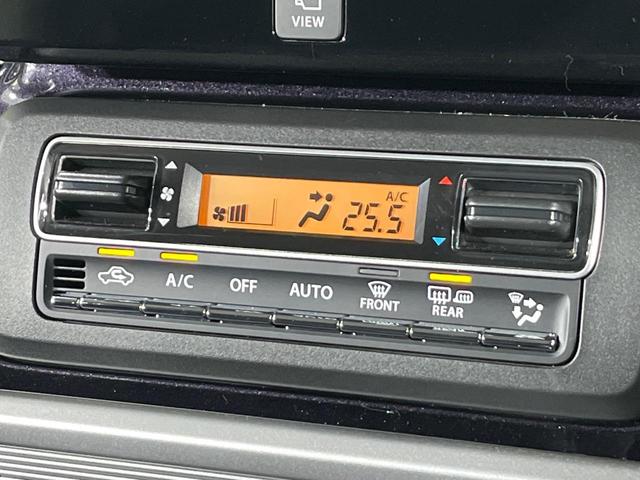 VIEW
A/C
25.5
A/C
OFF
AUTO
FRONT
REAR